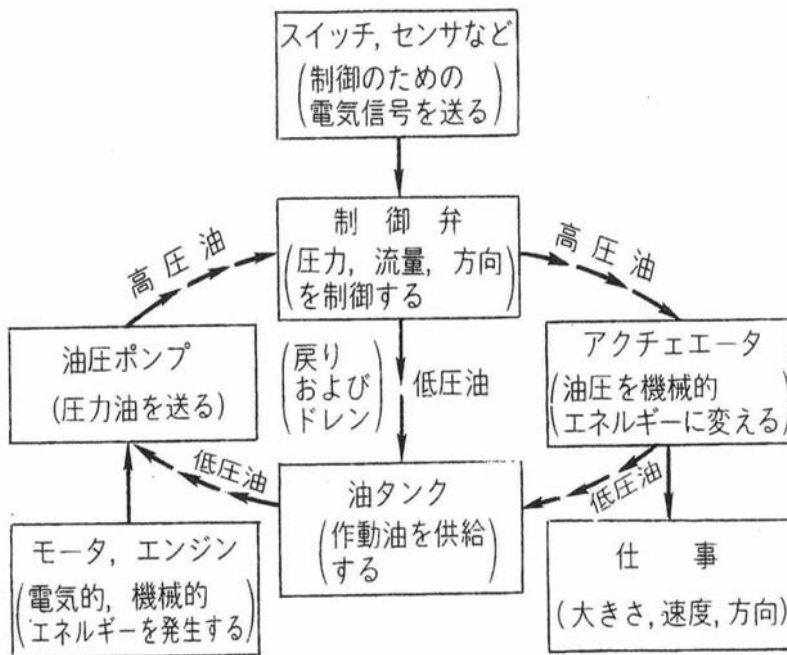 スイッチ, センサなど
(制御のための
電気信号を送る)
制御弁
(圧力, 流量, 方向
を制御する)
高圧油
高圧油
油圧ポンプ
(圧力油を送る)
(戻り
および
ドレン)
低圧油
アクチェエータ
(油圧を機械的
エネルギーに変える)
低圧油
低圧油
油タンク
(作動油を供給
する)
モータ, エンジン
(電気的, 機械的
エネルギーを発生する)
仕事
(大きさ, 速度, 方向)